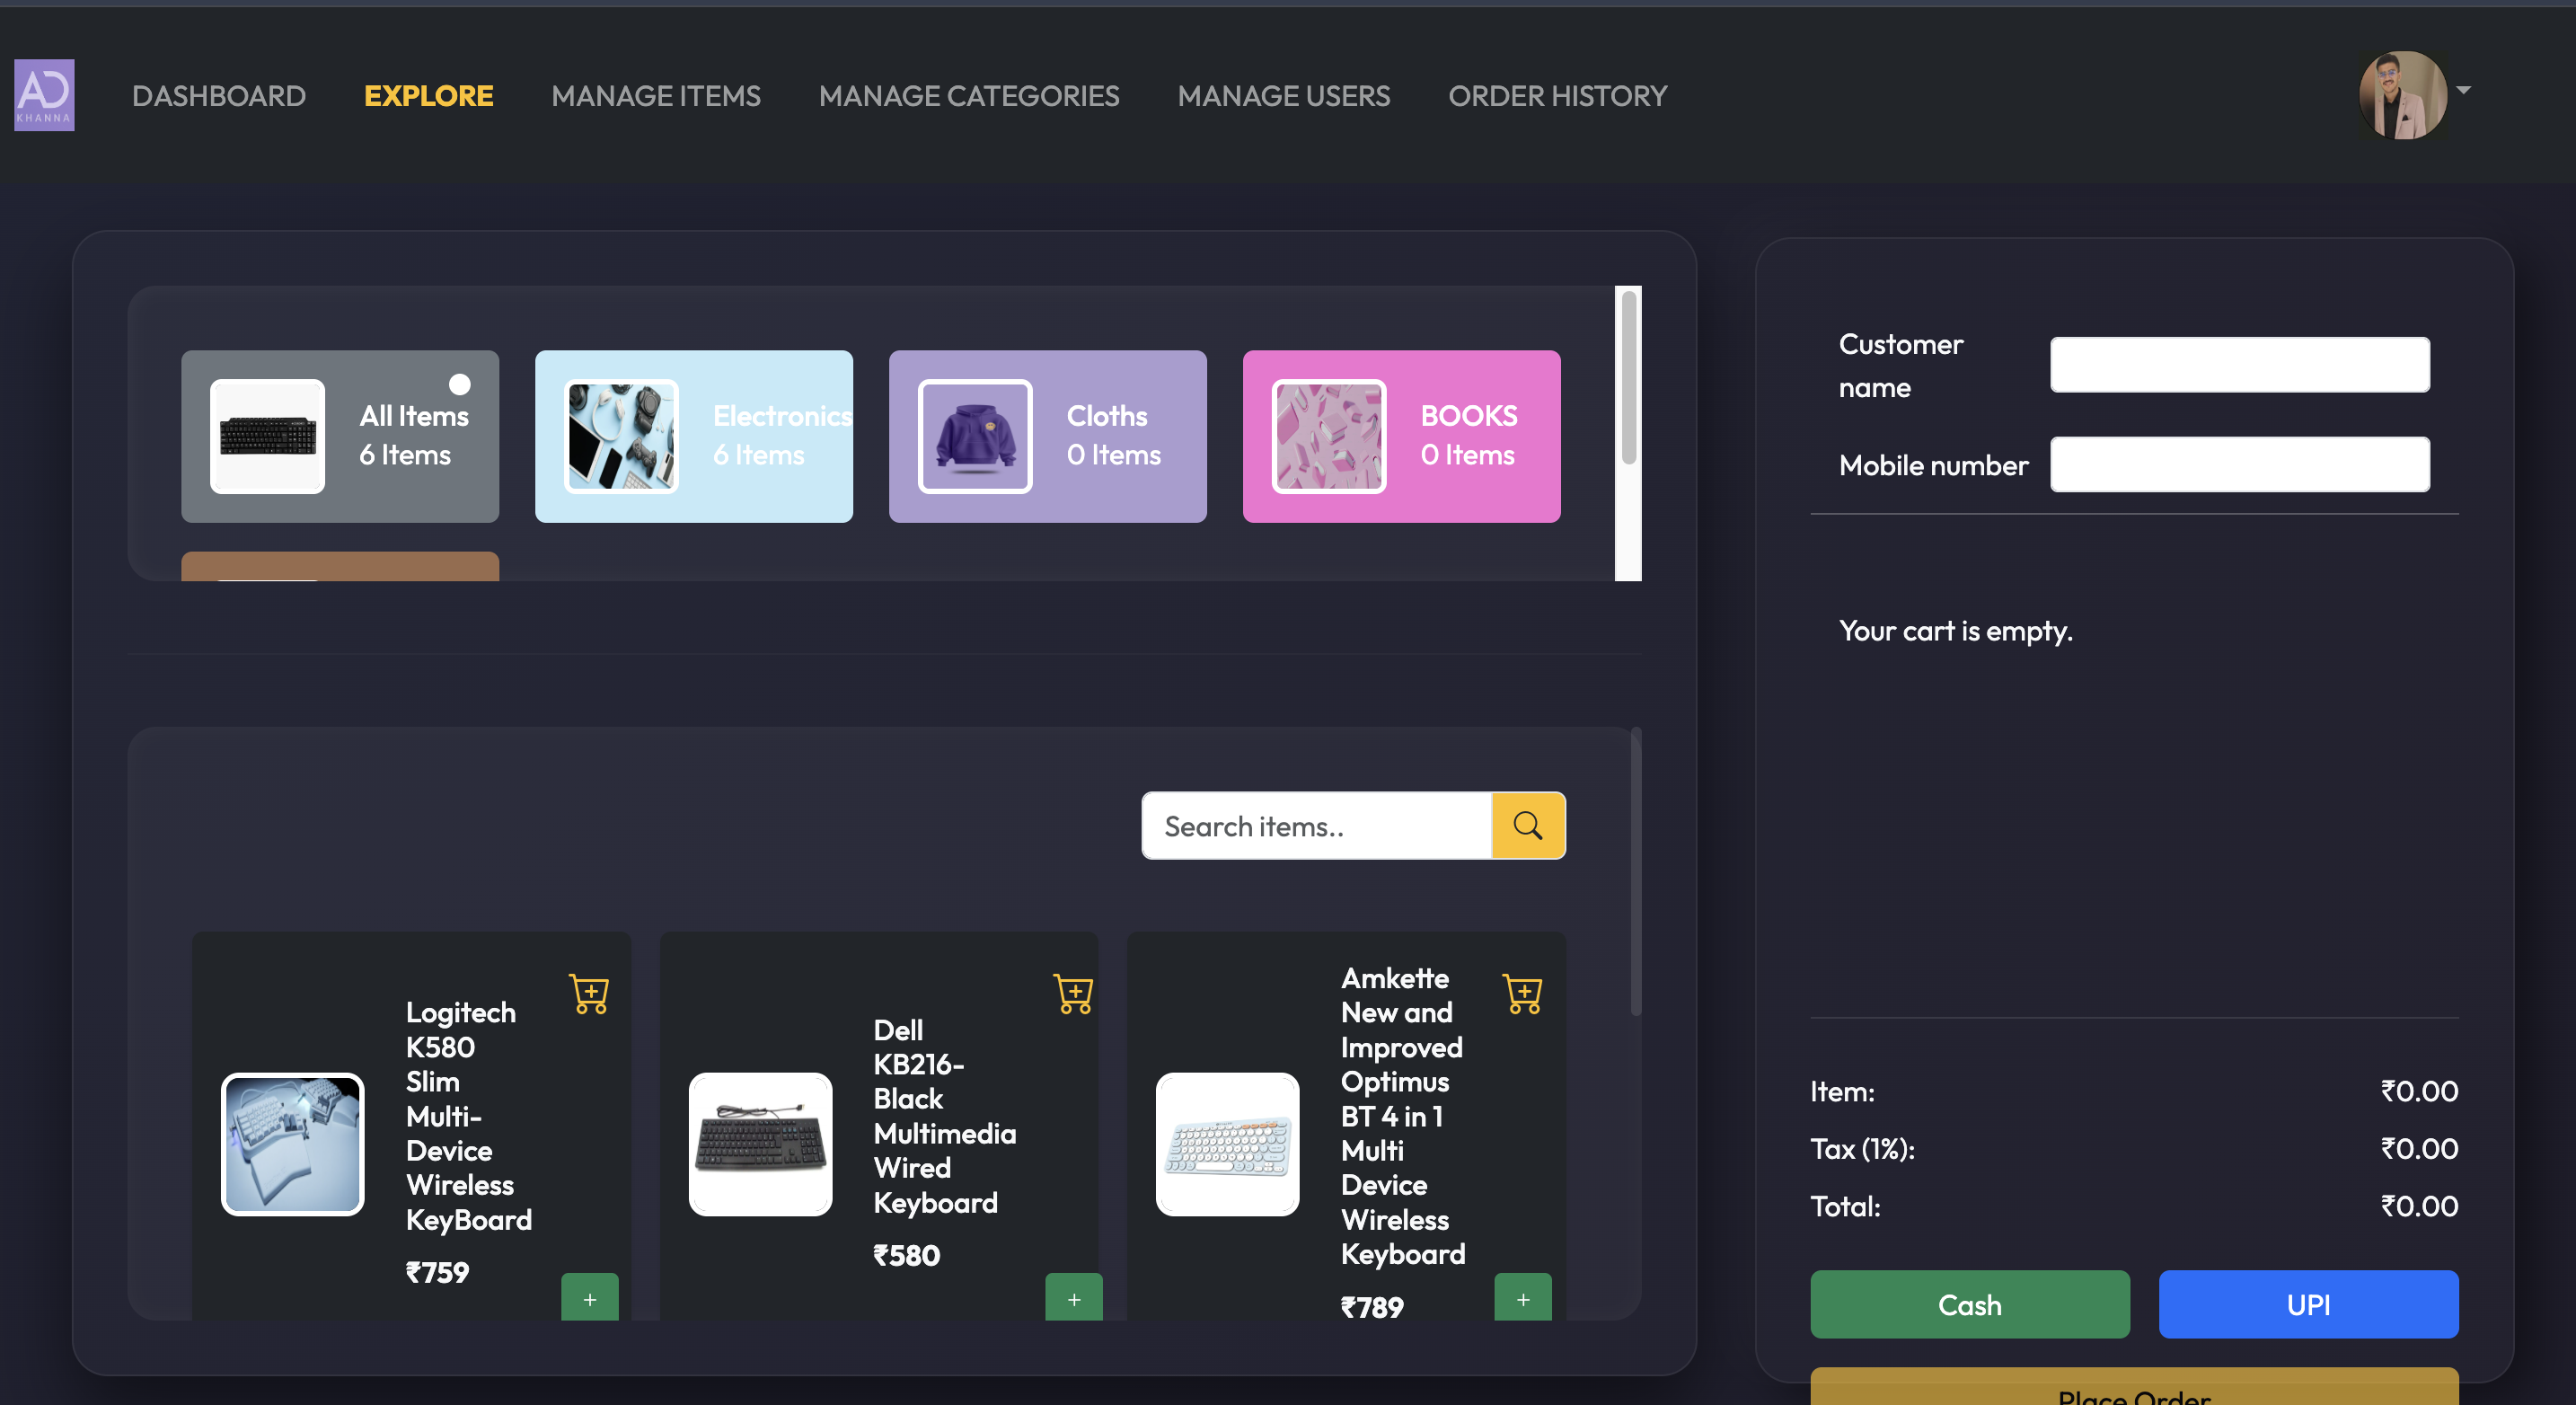 AD
KHANNA
DASHBOARD
EXPLORE
MANAGE ITEMS
MANAGE CATEGORIES
MANAGE USERS
ORDER HISTORY
All Items
6 Items
Electronics
6 Items
Cloths
0 Items
BOOKS
0 Items
Search items..
Logitech
K580
Slim
Multi-
Device
Wireless
KeyBoard
₹759
+
Dell
KB216-
Black
Multimedia
Wired
Keyboard
₹580
+
Amkette
New and
Improved
Optimus
BT 4 in 1
Multi
Device
Wireless
Keyboard
₹789
+
Customer
name
Mobile number
Your cart is empty.
Item: ₹0.00
Tax (1%): ₹0.00
Total: ₹0.00
Cash
UPI
Place Order